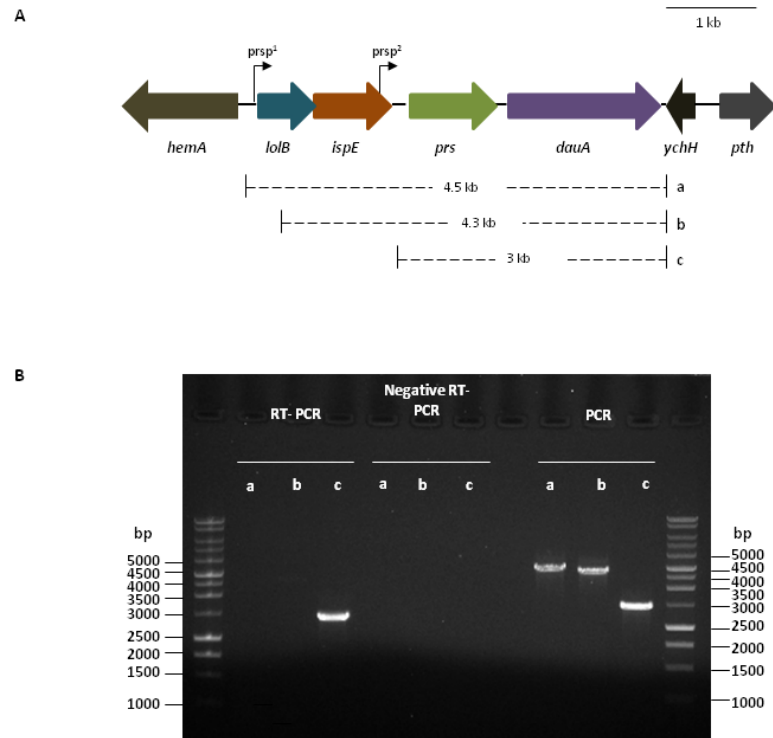 A
1 kb
prsp¹ prsp²
hemA lolB ispE prs dauA ychH pth
4.5 kb a
4.3 kb b
3 kb c
B
Negative RT-
PCR
RT- PCR PCR
a b c a b c a b c
bp bp
5000 5000
4500 4500
4000 4000
3500 3500
3000 3000
2500 2500
2000 2000
1500 1500
1000 1000